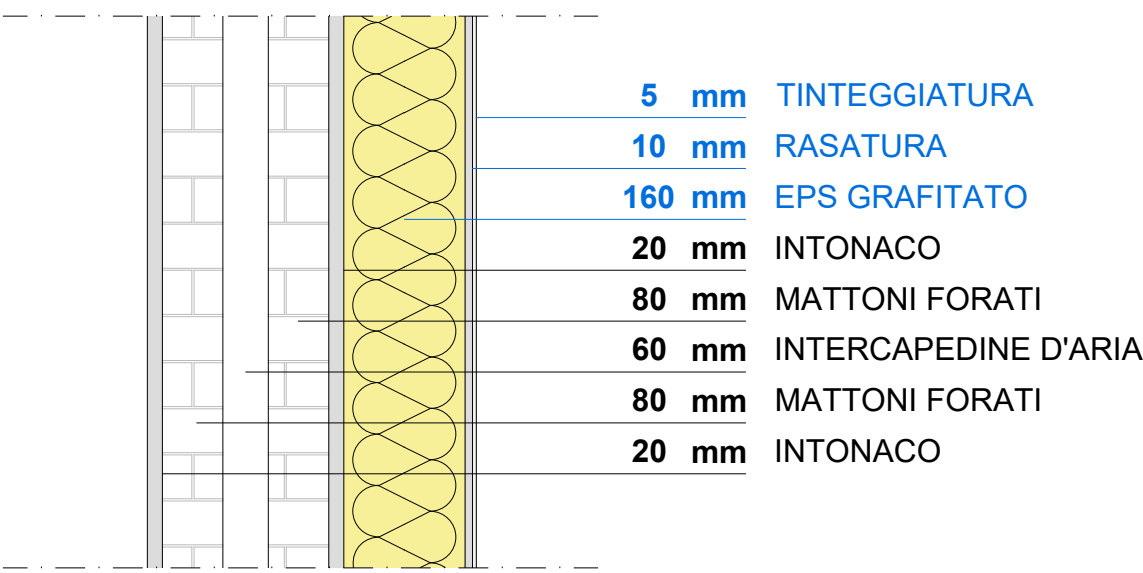 5 mm TINTEGGIATURA
10 mm RASATURA
160 mm EPS GRAFITATO
20 mm INTONACO
80 mm MATTONI FORATI
60 mm INTERCAPEDINE D'ARIA
80 mm MATTONI FORATI
20 mm INTONACO